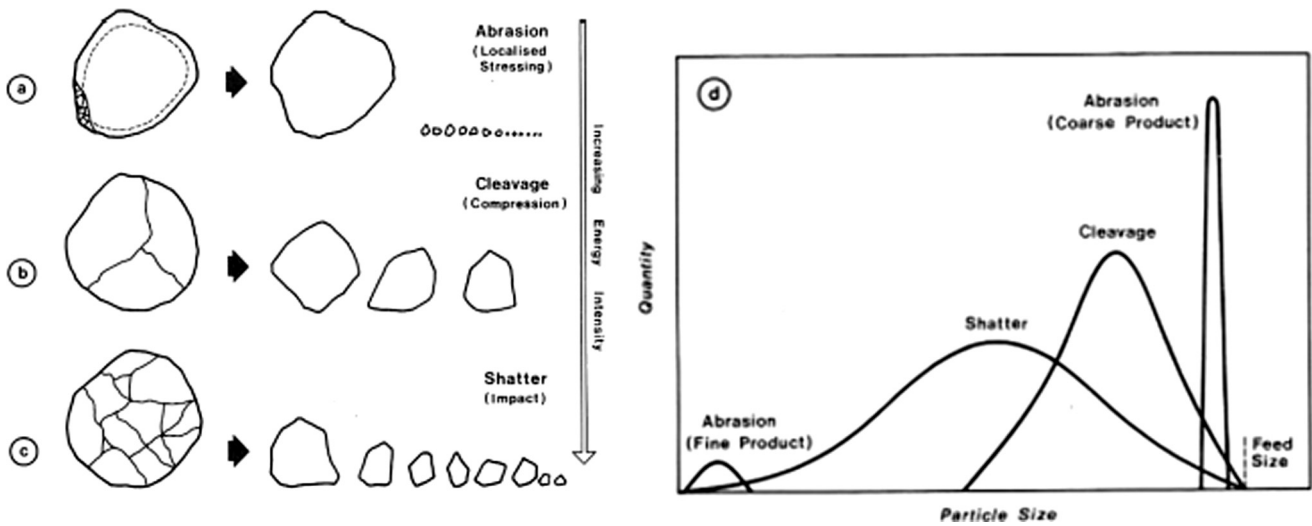 a
Abrasion
(Localised
Stressing)
b
Cleavage
(Compression)
c
Shatter
(Impact)
Increasing Energy Intensity
d
Abrasion
(Coarse Product)
Cleavage
Shatter
Abrasion
(Fine Product)
Feed
Size
Quantity
Particle Size